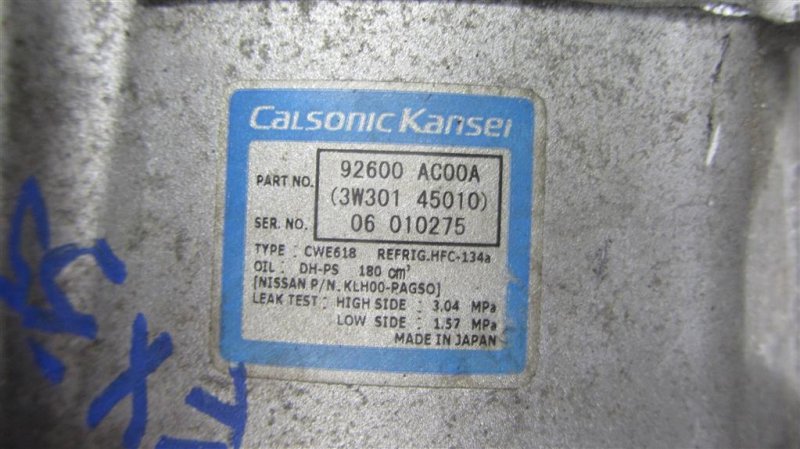 CALSONIC KANSEI
PART NO. 92600 AC00A
(3W301 45010)
SER. NO. 06 010275
TYPE : CWE618 REFRIG.HFC-134a
OIL : DH-PS 180 cm³
[NISSAN P/N. KLH00-PAGS0]
LEAK TEST : HIGH SIDE : 3.04 MPa
LOW SIDE : 1.57 MPa
MADE IN JAPAN